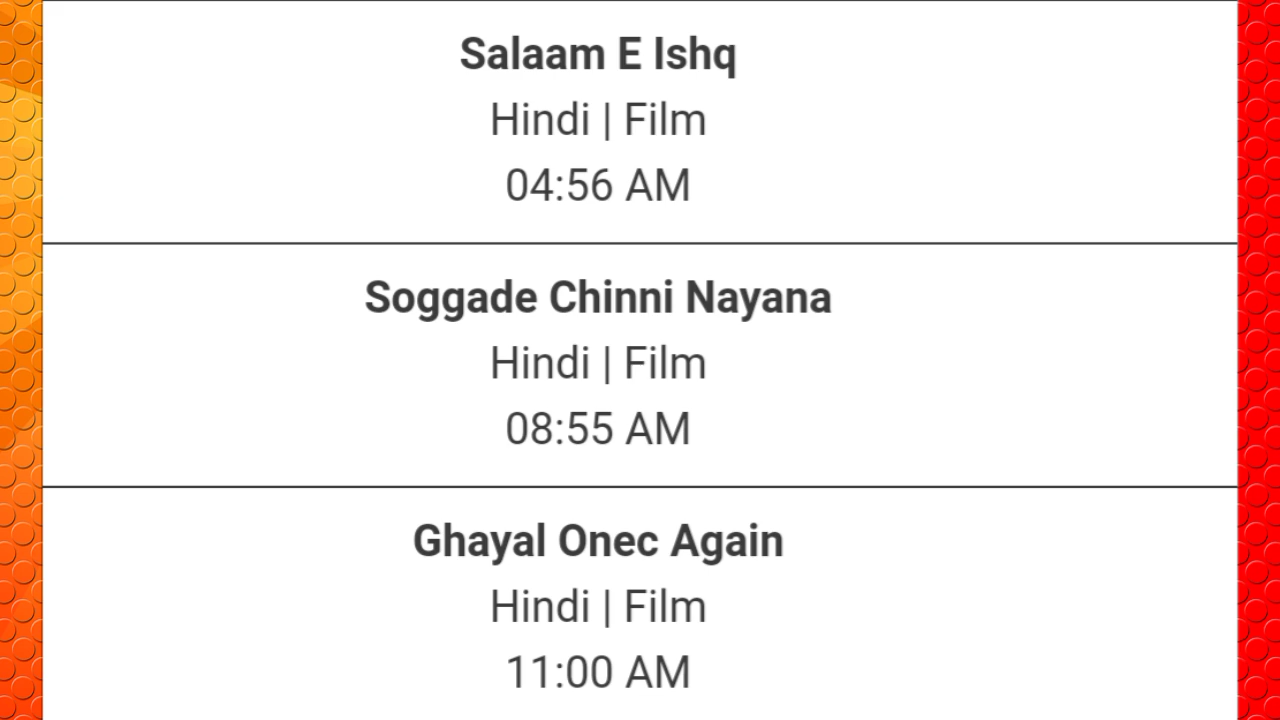 Salaam E Ishq
Hindi | Film
04:56 AM
Soggade Chinni Nayana
Hindi | Film
08:55 AM
Ghayal Onec Again
Hindi | Film
11:00 AM